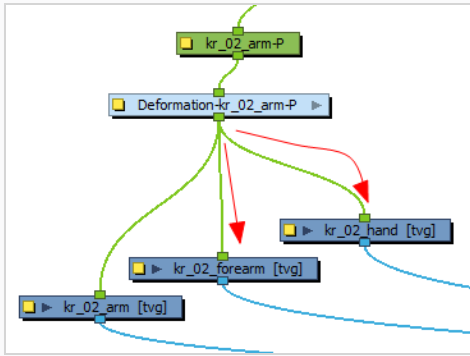 kr_02_arm-P
Deformation-kr_02_arm-P
kr_02_hand [tvg]
kr_02_forearm [tvg]
kr_02_arm [tvg]